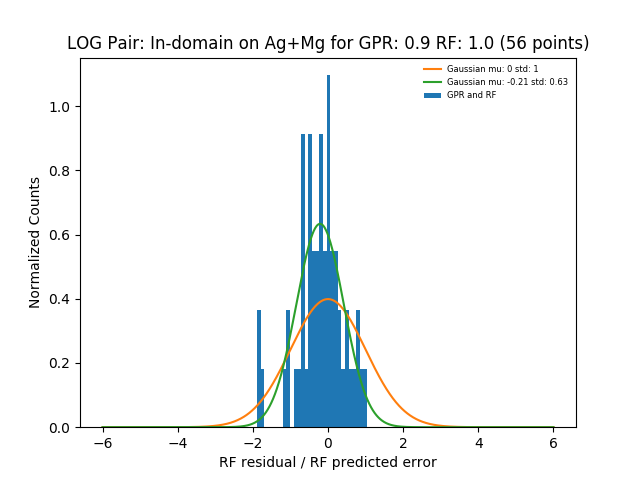 LOG Pair: In-domain on Ag+Mg for GPR: 0.9 RF: 1.0 (56 points)
Gaussian mu: 0 std: 1
Gaussian mu: -0.21 std: 0.63
GPR and RF
Normalized Counts
1.0
0.8
0.6
0.4
0.2
0.0
−6 −4 −2 0 2 4 6
RF residual / RF predicted error